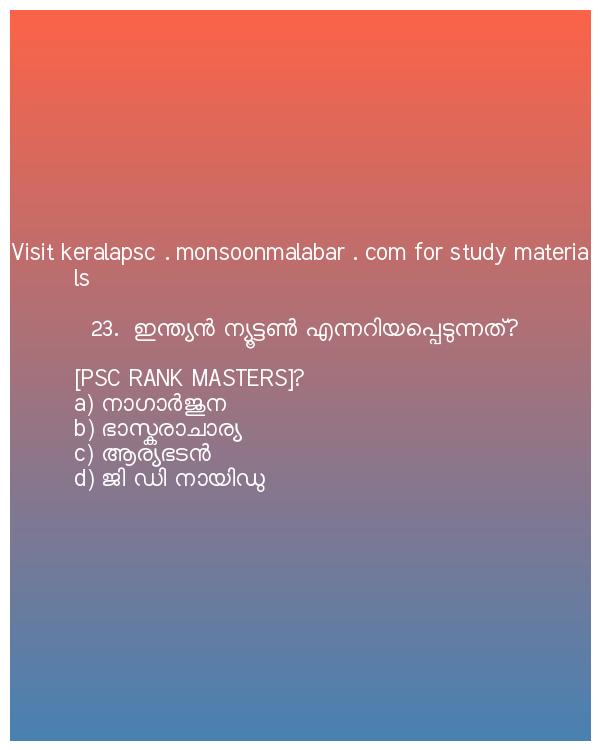 Visit keralapsc . monsoonmalabar . com for study materia
ls
23. ഇന്ത്യൻ ന്യൂട്ടൺ എന്നറിയപ്പെടുന്നത്?
[PSC RANK MASTERS]?
a) നാഗാർജുന
b) ഭാസ്കരാചാര്യ
c) ആര്യഭടൻ
d) ജി ഡി നായിഡു